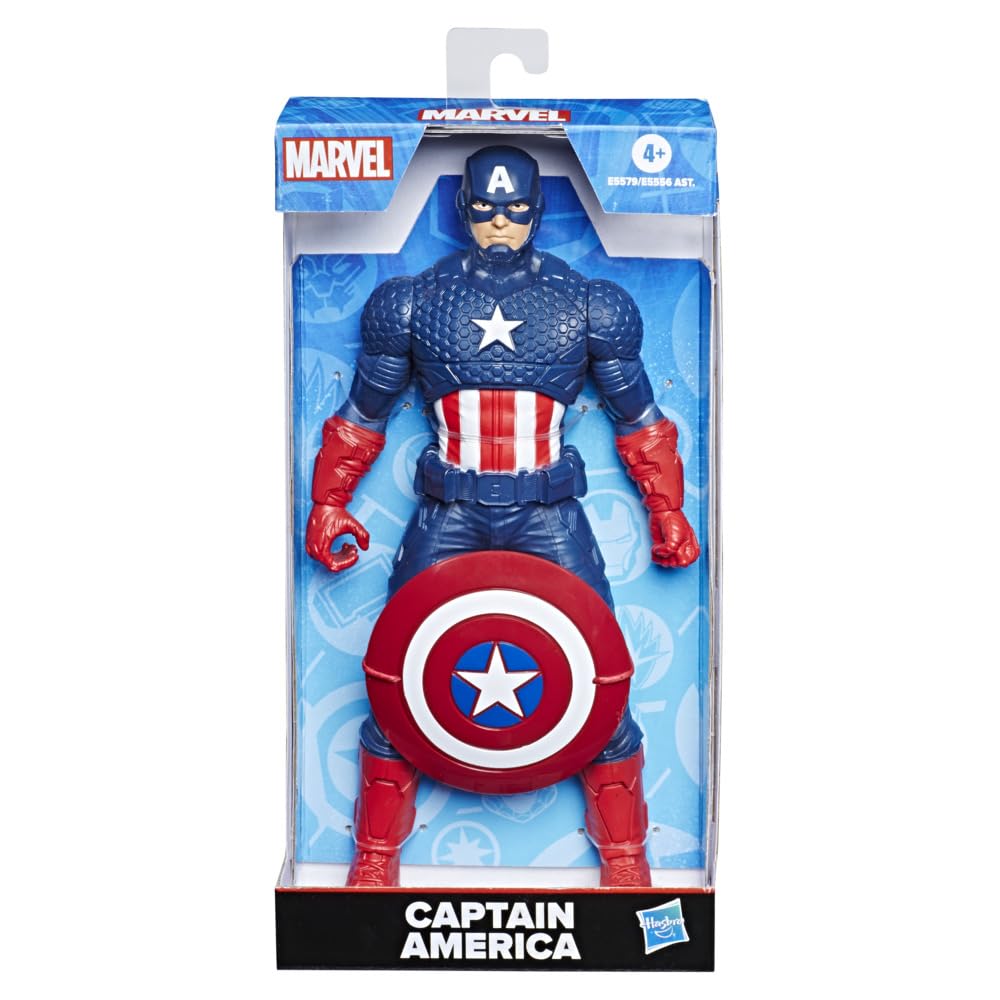 MARVEL
MARVEL
4+
E5579/E5556 AST.
A
CAPTAIN
AMERICA
Hasbro